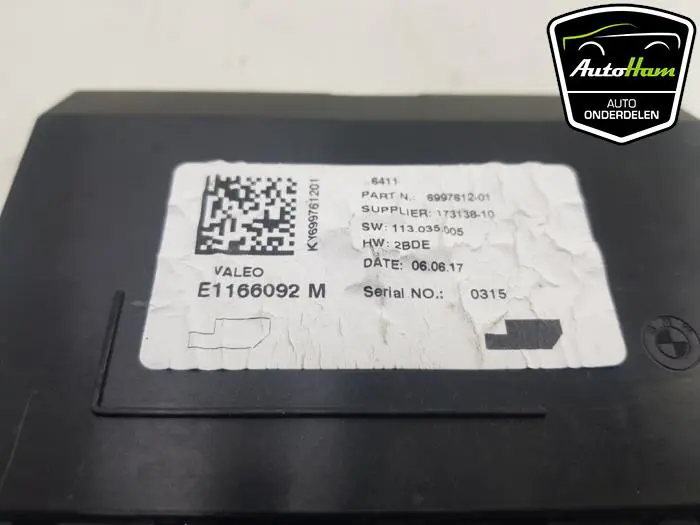 AutoHam
AUTO
ONDERDELEN
KY699761201
6411
PART N.: 6997612-01
SUPPLIER: 173138-10
SW: 113.035.005
HW: 2BDE
DATE: 06.06.17
Serial NO.: 0315
VALEO
E1166092 M